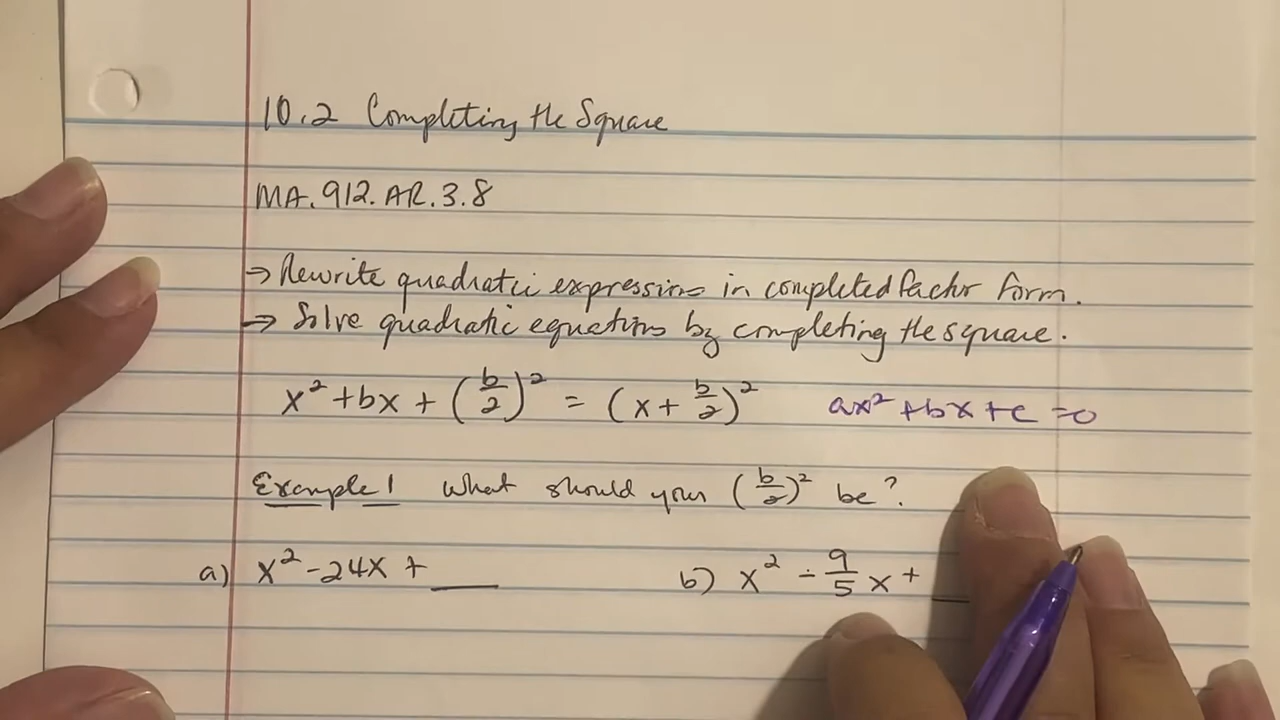 10.2 Completing the Square
MA.912.AR.3.8
→ Rewrite quadratic expressions in completed factor form.
→ Solve quadratic equations by completing the square.
x² + bx + (b/2)² = (x + b/2)² ax² + bx + c = 0
Example 1 What should your (b/2)² be?
a) x² - 24x + ___ b) x² - 9/5 x + __